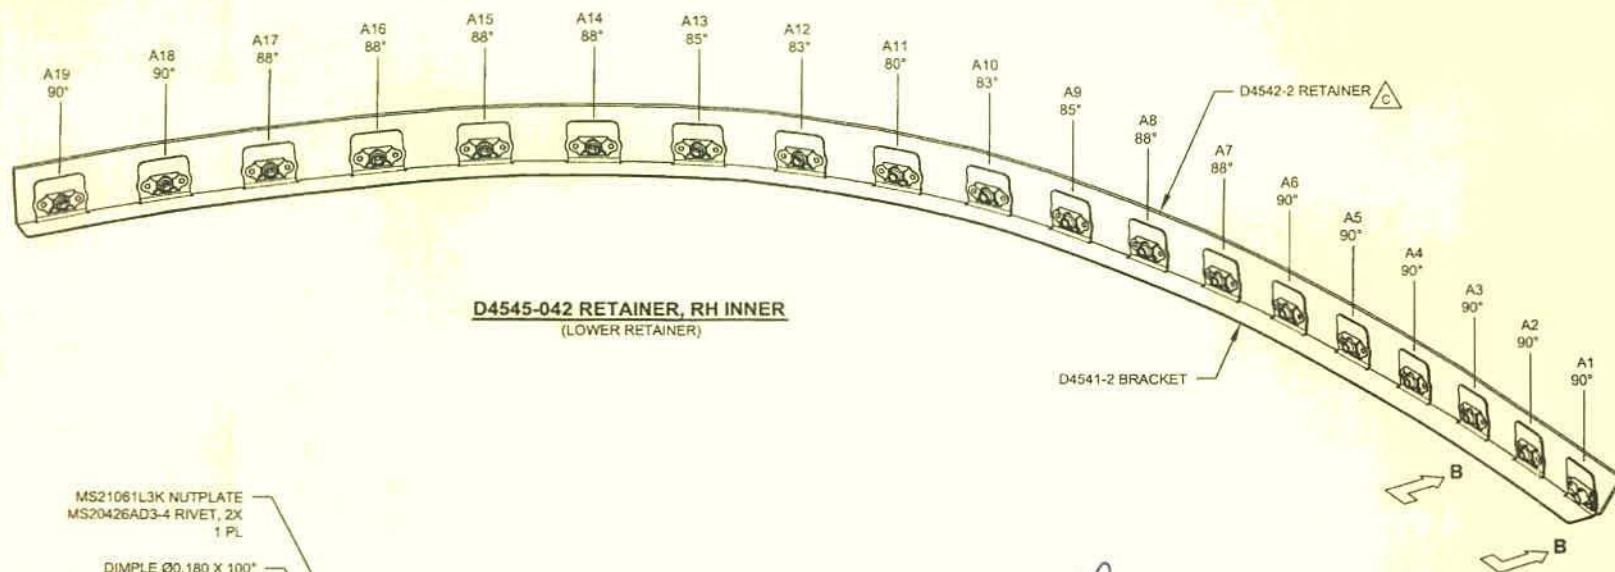 A19
90°
A18
90°
A17
88°
A16
88°
A15
88°
A14
88°
A13
85°
A12
83°
A11
80°
A10
83°
A9
85°
A8
88°
A7
88°
A6
90°
A5
90°
A4
90°
A3
90°
A2
90°
A1
90°
D4542-2 RETAINER
C
D4545-042 RETAINER, RH INNER
(LOWER RETAINER)
D4541-2 BRACKET
B
B
MS21061L3K NUTPLATE
MS20426AD3-4 RIVET, 2X
1 PL
DIMPLE Ø0.180 X 100°